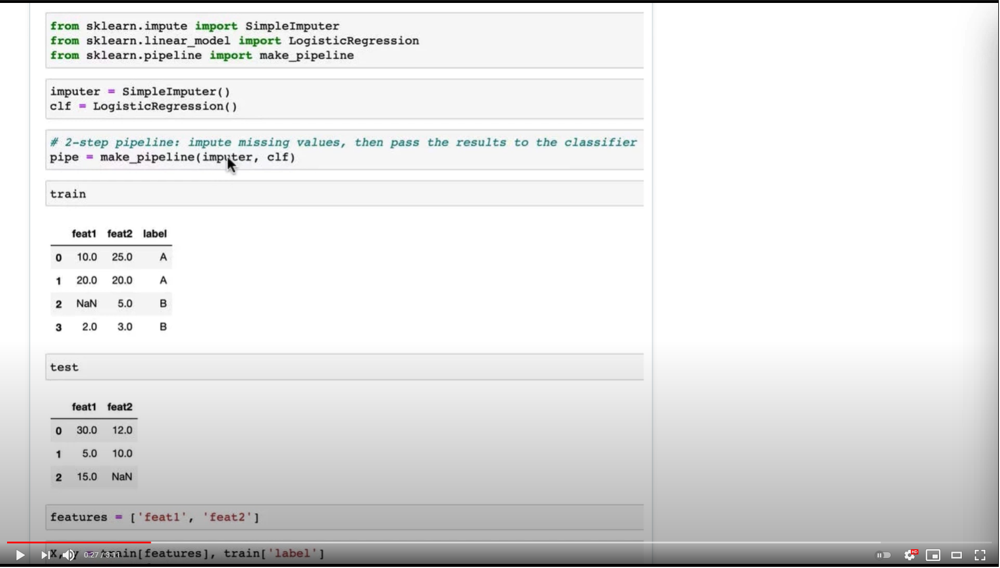 from sklearn.impute import SimpleImputer
from sklearn.linear_model import LogisticRegression
from sklearn.pipeline import make_pipeline
imputer = SimpleImputer()
clf = LogisticRegression()
# 2-step pipeline: impute missing values, then pass the results to the classifier
pipe = make_pipeline(imputer, clf)
train
feat1 feat2 label
0 10.0 25.0 A
1 20.0 20.0 A
2 NaN 5.0 B
3 2.0 3.0 B
test
feat1 feat2
0 30.0 12.0
1 5.0 10.0
2 15.0 NaN
features = ['feat1', 'feat2']
X, y = train[features], train['label']
0:27 / 3:11
HD